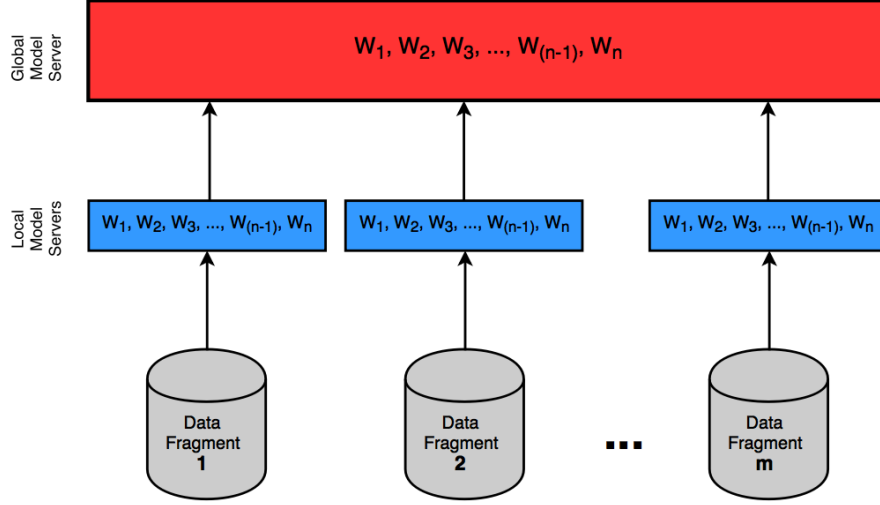 Global
Model
Server
W₁, W₂, W₃, ..., W₍ₙ₋₁₎, Wₙ
Local
Model
Servers
W₁, W₂, W₃, ..., W₍ₙ₋₁₎, Wₙ
W₁, W₂, W₃, ..., W₍ₙ₋₁₎, Wₙ
W₁, W₂, W₃, ..., W₍ₙ₋₁₎, Wₙ
Data
Fragment
1
Data
Fragment
2
...
Data
Fragment
m